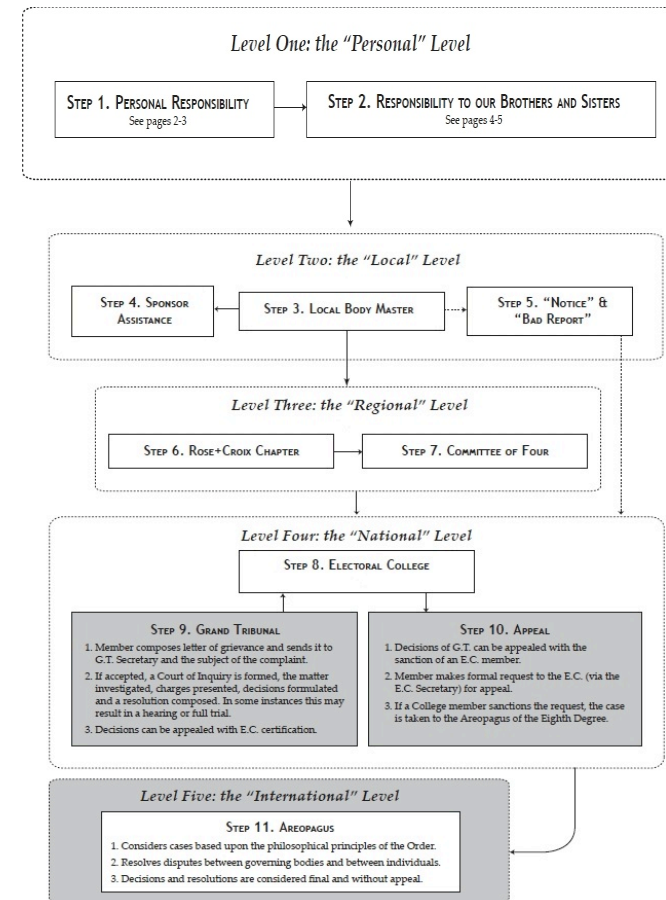 Level One: the “Personal” Level
Step 1. Personal Responsibility
See pages 2-3
Step 2. Responsibility to our Brothers and Sisters
See pages 4-5
Level Two: the “Local” Level
Step 4. Sponsor
Assistance
Step 3. Local Body Master
Step 5. “Notice” &
“Bad Report”
Level Three: the “Regional” Level
Step 6. Rose+Croix Chapter
Step 7. Committee of Four
Level Four: the “National” Level
Step 8. Electoral College
Step 9. Grand Tribunal
1. Member composes letter of grievance and sends it to
G.T. Secretary and the subject of the complaint.
2. If accepted, a Court of Inquiry is formed, the matter
investigated, charges presented, decisions formulated
and a resolution composed. In some instances this may
result in a hearing or full trial.
3. Decisions can be appealed with E.C. certification.
Step 10. Appeal
1. Decisions of G.T. can be appealed with the
sanction of an E.C. member.
2. Member makes formal request to the E.C. (via the
E.C. Secretary) for appeal.
3. If a College member sanctions the request, the case
is taken to the Areopagus of the Eighth Degree.
Level Five: the “International” Level
Step 11. Areopagus
1. Considers cases based upon the philosophical principles of the Order.
2. Resolves disputes between governing bodies and between individuals.
3. Decisions and resolutions are considered final and without appeal.